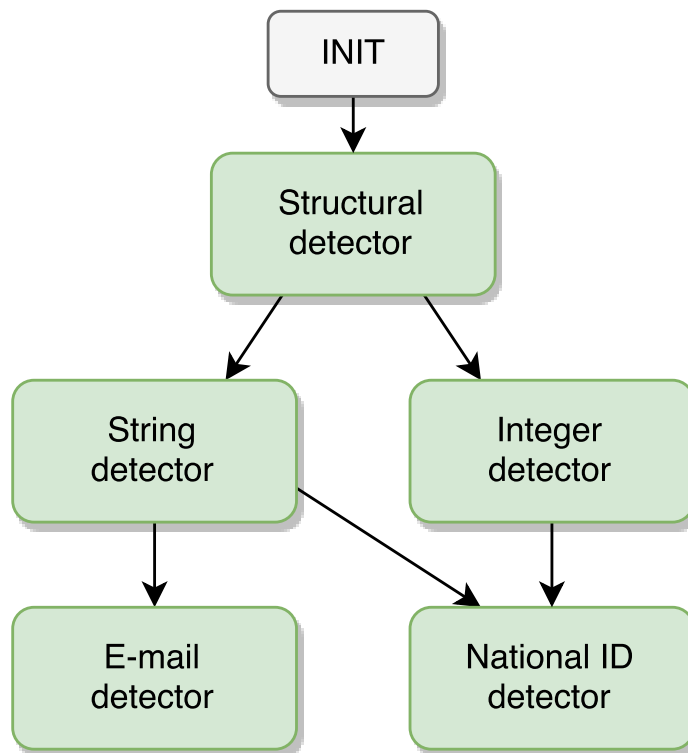 INIT
Structural
detector
String
detector
Integer
detector
E-mail
detector
National ID
detector